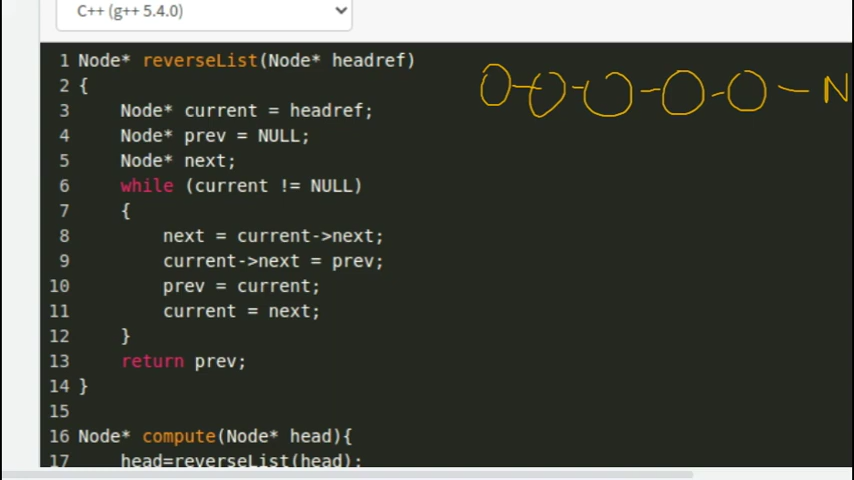 C++ (g++ 5.4.0)
1 Node* reverseList(Node* headref)
2 {
3 Node* current = headref;
4 Node* prev = NULL;
5 Node* next;
6 while (current != NULL)
7 {
8 next = current->next;
9 current->next = prev;
10 prev = current;
11 current = next;
12 }
13 return prev;
14 }
15
16 Node* compute(Node* head){
17 head=reverseList(head);
N